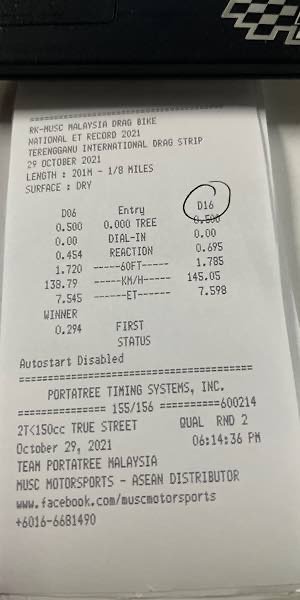 RK-MUSC MALAYSIA DRAG BIKE
NATIONAL ET RECORD 2021
TERENGGANU INTERNATIONAL DRAG STRIP
29 OCTOBER 2021
LENGTH : 201M - 1/8 MILES
SURFACE : DRY
D06 Entry D16
0.500 0.000 TREE 0.500
0.00 DIAL-IN 0.00
0.454 REACTION 0.695
1.720 -----60FT----- 1.785
138.79 -----KM/H----- 145.05
7.545 ------ET------ 7.598
WINNER
0.294 FIRST
STATUS
Autostart Disabled
========================================
PORTATREE TIMING SYSTEMS, INC.
=============== 155/156 ==========600214
2T<150cc TRUE STREET QUAL RND 2
October 29, 2021 06:14:36 PM
TEAM PORTATREE MALAYSIA
MUSC MOTORSPORTS - ASEAN DISTRIBUTOR
www.facebook.com/muscmotorsports
+6016-6681490